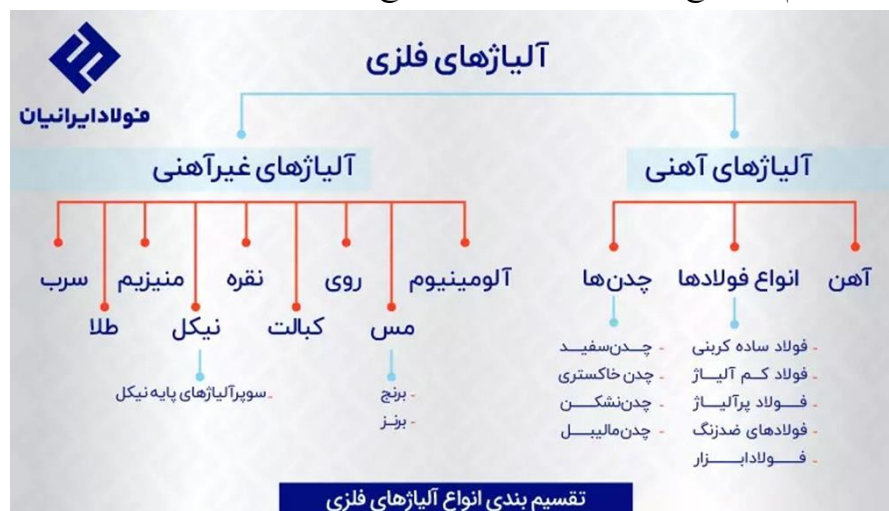 آلیاژهای فلزی
فولادایرانیان
آلیاژهای آهنی
آلیاژهای غیرآهنی
آهن
انواع فولادها
چدن‌ها
آلومینیوم
روی
نقره
منیزیم
سرب
مس
کبالت
نیکل
طلا
- فولاد ساده کربنی
- فولاد کم آلیاژ
- فولاد پرآلیاژ
- فولادهای ضدزنگ
- فولادابزار
- چدن‌سفید
- چدن خاکستری
- چدن‌نشکن
- چدن‌مالیبل
- برنج
- برنز
- سوپرآلیاژهای پایه نیکل
تقسیم بندی انواع آلیاژهای فلزی